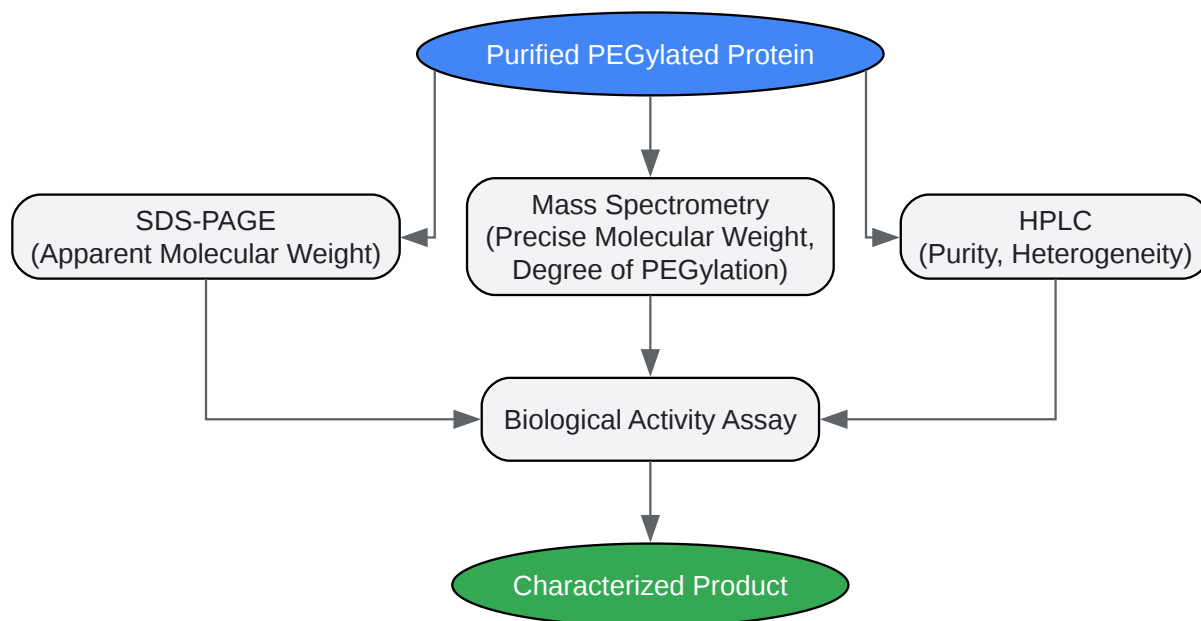 Purified PEGylated Protein
SDS-PAGE
(Apparent Molecular Weight)
Mass Spectrometry
(Precise Molecular Weight,
Degree of PEGylation)
HPLC
(Purity, Heterogeneity)
Biological Activity Assay
Characterized Product